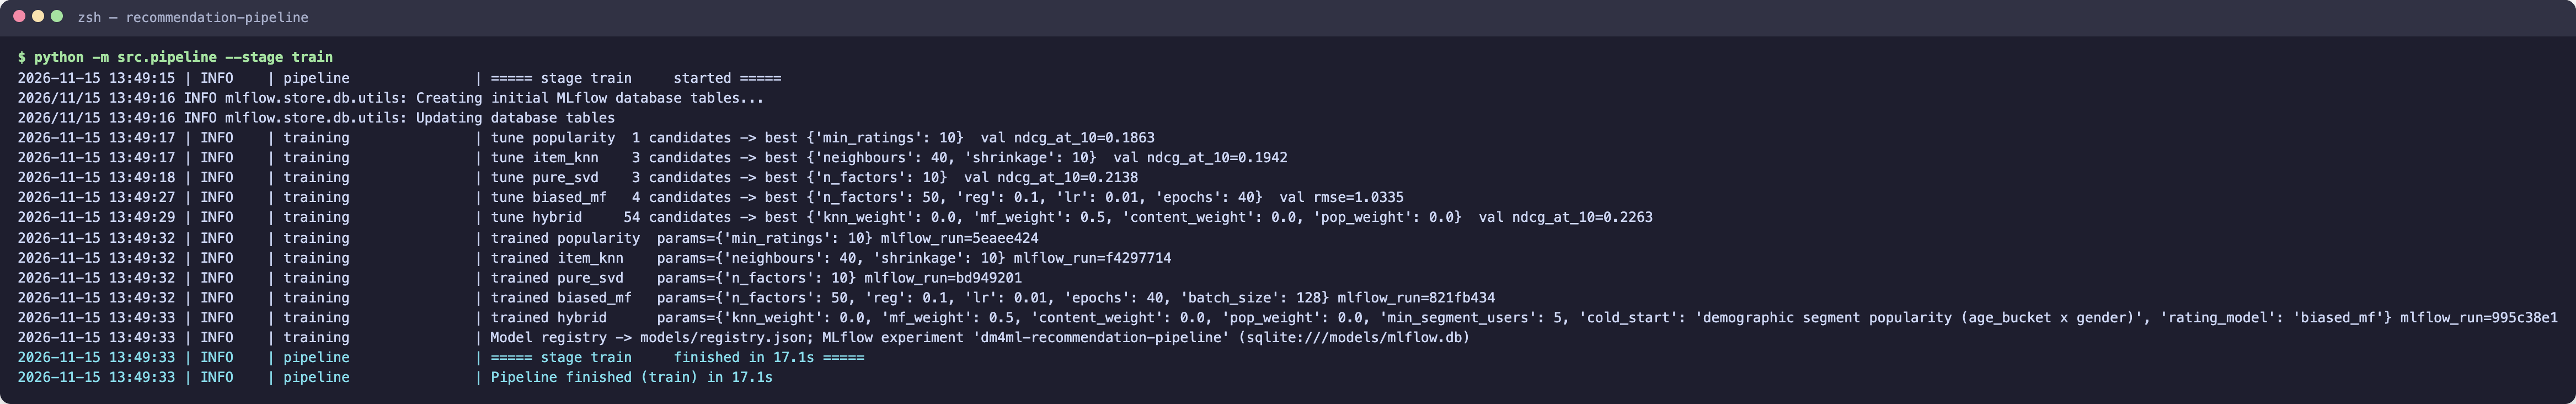 zsh — recommendation-pipeline
$ python -m src.pipeline --stage train
2026-11-15 13:49:15 | INFO    | pipeline               | ===== stage train     started =====
2026/11/15 13:49:16 INFO mlflow.store.db.utils: Creating initial MLflow database tables...
2026/11/15 13:49:16 INFO mlflow.store.db.utils: Updating database tables
2026-11-15 13:49:17 | INFO    | training               | tune popularity  1 candidates -> best {'min_ratings': 10}  val ndcg_at_10=0.1863
2026-11-15 13:49:17 | INFO    | training               | tune item_knn    3 candidates -> best {'neighbours': 40, 'shrinkage': 10}  val ndcg_at_10=0.1942
2026-11-15 13:49:18 | INFO    | training               | tune pure_svd    3 candidates -> best {'n_factors': 10}  val ndcg_at_10=0.2138
2026-11-15 13:49:27 | INFO    | training               | tune biased_mf   4 candidates -> best {'n_factors': 50, 'reg': 0.1, 'lr': 0.01, 'epochs': 40}  val rmse=1.0335
2026-11-15 13:49:29 | INFO    | training               | tune hybrid     54 candidates -> best {'knn_weight': 0.0, 'mf_weight': 0.5, 'content_weight': 0.0, 'pop_weight': 0.0}  val ndcg_at_10=0.2263
2026-11-15 13:49:32 | INFO    | training               | trained popularity  params={'min_ratings': 10} mlflow_run=5eaee424
2026-11-15 13:49:32 | INFO    | training               | trained item_knn    params={'neighbours': 40, 'shrinkage': 10} mlflow_run=f4297714
2026-11-15 13:49:32 | INFO    | training               | trained pure_svd    params={'n_factors': 10} mlflow_run=bd949201
2026-11-15 13:49:32 | INFO    | training               | trained biased_mf   params={'n_factors': 50, 'reg': 0.1, 'lr': 0.01, 'epochs': 40, 'batch_size': 128} mlflow_run=821fb434
2026-11-15 13:49:33 | INFO    | training               | trained hybrid      params={'knn_weight': 0.0, 'mf_weight': 0.5, 'content_weight': 0.0, 'pop_weight': 0.0, 'min_segment_users': 5, 'cold_start': 'demographic segment popularity (age_bucket x gender)', 'rating_model': 'biased_mf'} mlflow_run=995c38e1
2026-11-15 13:49:33 | INFO    | training               | Model registry -> models/registry.json; MLflow experiment 'dm4ml-recommendation-pipeline' (sqlite:///models/mlflow.db)
2026-11-15 13:49:33 | INFO    | pipeline               | ===== stage train     finished in 17.1s =====
2026-11-15 13:49:33 | INFO    | pipeline               | Pipeline finished (train) in 17.1s